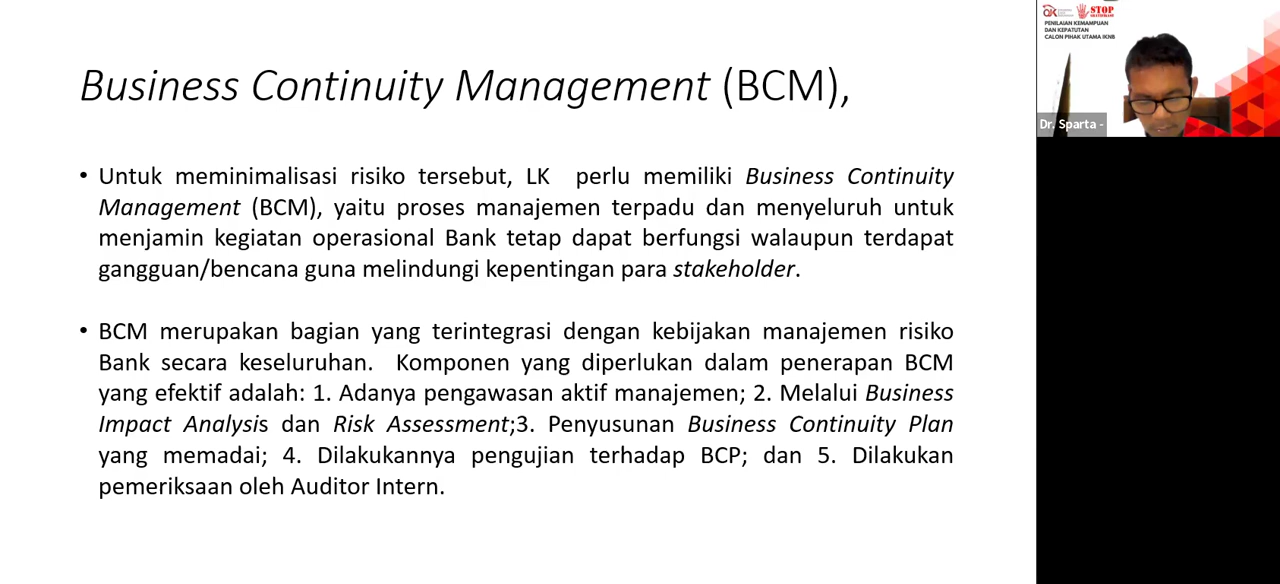 Business Continuity Management (BCM),
• Untuk meminimalisasi risiko tersebut, LK perlu memiliki Business Continuity
Management (BCM), yaitu proses manajemen terpadu dan menyeluruh untuk
menjamin kegiatan operasional Bank tetap dapat berfungsi walaupun terdapat
gangguan/bencana guna melindungi kepentingan para stakeholder.
• BCM merupakan bagian yang terintegrasi dengan kebijakan manajemen risiko
Bank secara keseluruhan. Komponen yang diperlukan dalam penerapan BCM
yang efektif adalah: 1. Adanya pengawasan aktif manajemen; 2. Melalui Business
Impact Analysis dan Risk Assessment;3. Penyusunan Business Continuity Plan
yang memadai; 4. Dilakukannya pengujian terhadap BCP; dan 5. Dilakukan
pemeriksaan oleh Auditor Intern.
STOP
PENILAIAN KEMAMPUAN
DAN KEPATUTAN
CALON PIHAK UTAMA IKNB
Dr. Sparta -